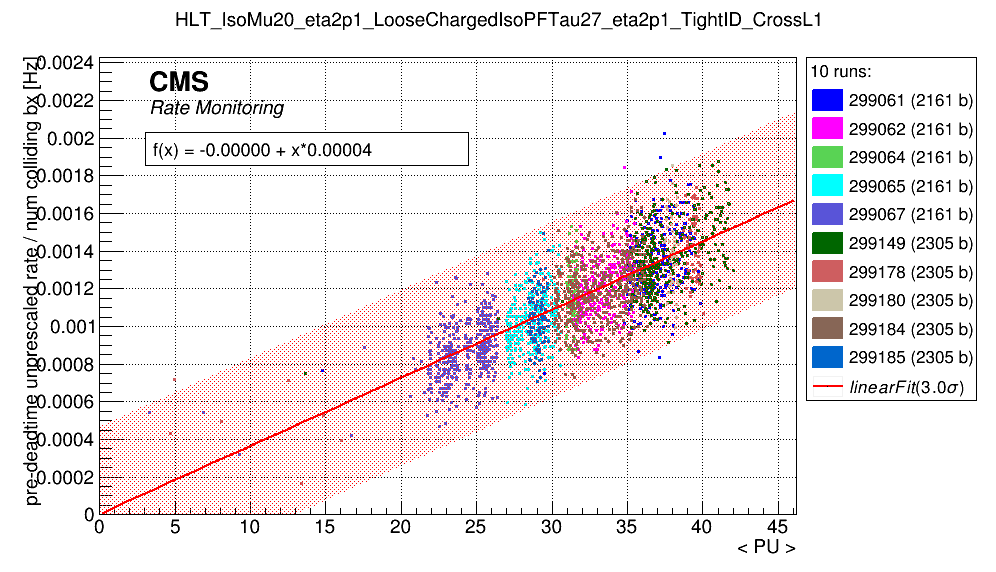 HLT_IsoMu20_eta2p1_LooseChargedIsoPFTau27_eta2p1_TightID_CrossL1
pre-deadtime unprescaled rate / num colliding bx [Hz]
0.0024
0.0022
0.002
0.0018
0.0016
0.0014
0.0012
0.001
0.0008
0.0006
0.0004
0.0002
0
CMS
Rate Monitoring
f(x) = -0.00000 + x*0.00004
0 5 10 15 20 25 30 35 40 45
< PU >
10 runs:
299061 (2161 b)
299062 (2161 b)
299064 (2161 b)
299065 (2161 b)
299067 (2161 b)
299149 (2305 b)
299178 (2305 b)
299180 (2305 b)
299184 (2305 b)
299185 (2305 b)
linearFit(3.0σ)